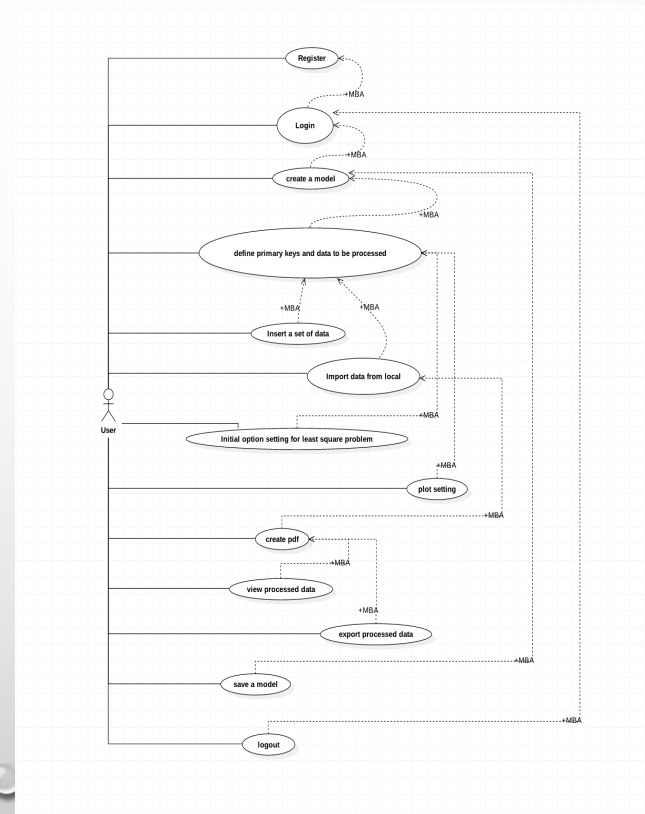 Register
+MBA
Login
+MBA
create a model
+MBA
define primary keys and data to be processed
+MBA
+MBA
Insert a set of data
Import data from local
+MBA
User
Initial option setting for least square problem
+MBA
plot setting
+MBA
create pdf
+MBA
view processed data
+MBA
export processed data
+MBA
save a model
+MBA
logout